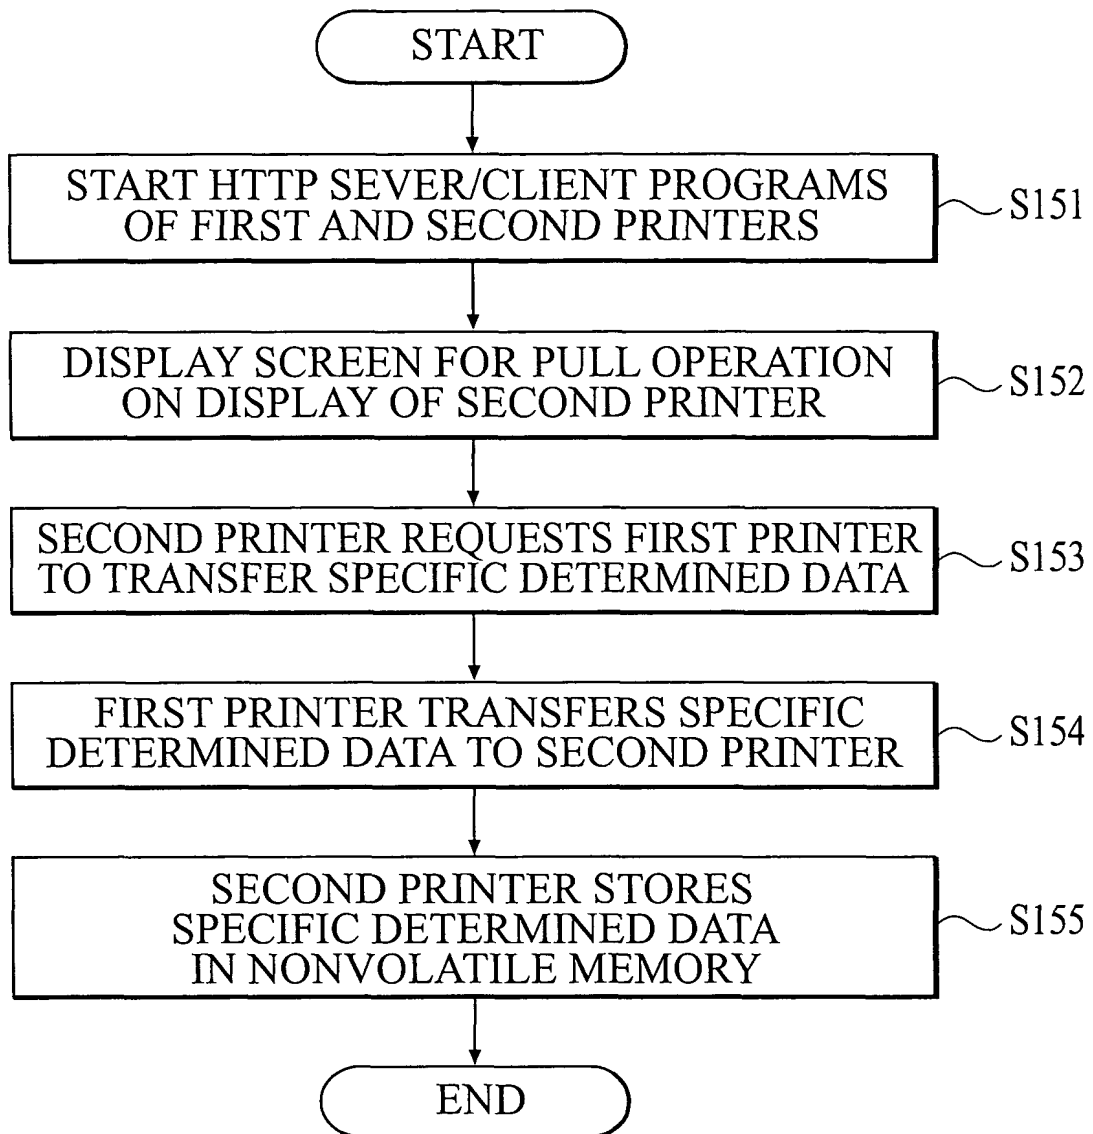 START
START HTTP SEVER/CLIENT PROGRAMS
OF FIRST AND SECOND PRINTERS
S151
DISPLAY SCREEN FOR PULL OPERATION
ON DISPLAY OF SECOND PRINTER
S152
SECOND PRINTER REQUESTS FIRST PRINTER
TO TRANSFER SPECIFIC DETERMINED DATA
S153
FIRST PRINTER TRANSFERS SPECIFIC
DETERMINED DATA TO SECOND PRINTER
S154
SECOND PRINTER STORES
SPECIFIC DETERMINED DATA
IN NONVOLATILE MEMORY
S155
END